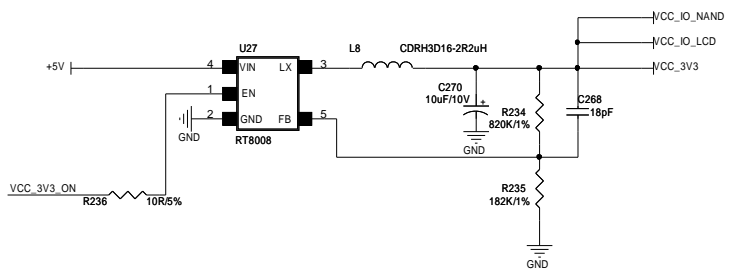 VCC_IO_NAND
VCC_IO_LCD
VCC_3V3
U27
L8 CDRH3D16-2R2uH
+5V
4 VIN LX 3
1 EN
2 GND FB 5
GND
RT8008
C270
10uF/10V
+
GND
R234
820K/1%
C268
18pF
VCC_3V3_ON
R236 10R/5%
R235
182K/1%
GND